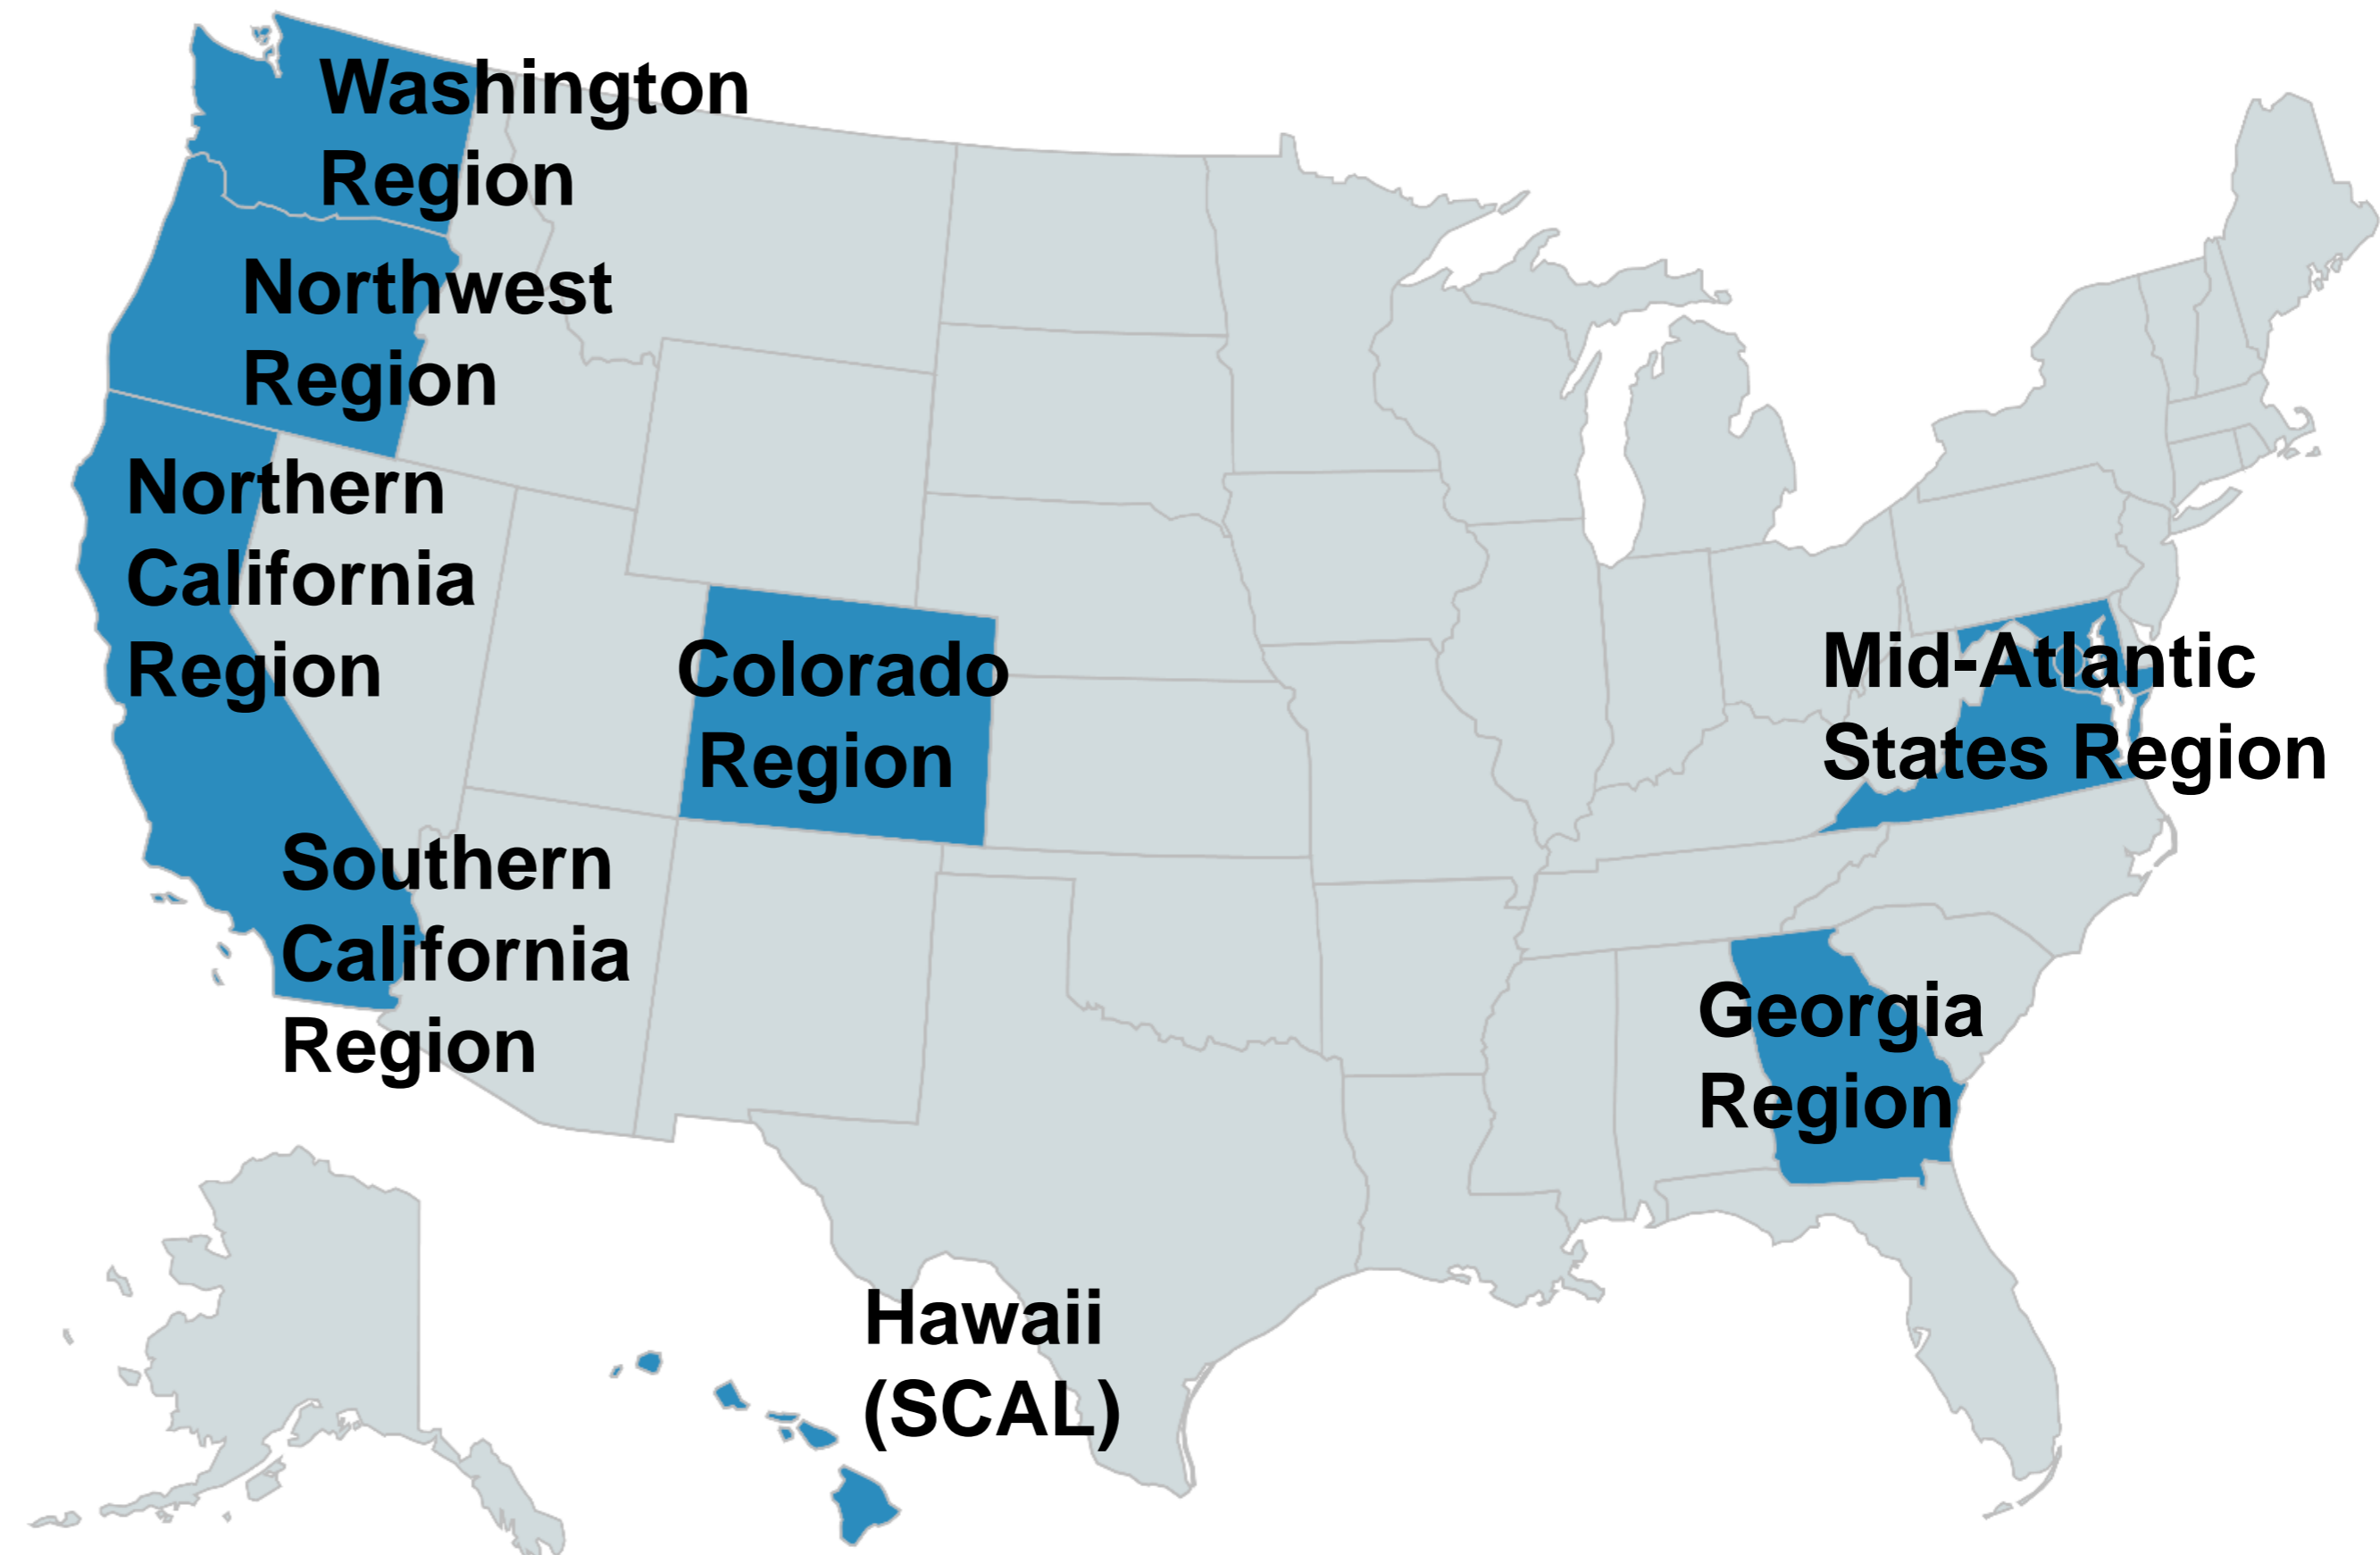 Washington
Region
Northwest
Region
Northern
California
Region
Colorado
Region
Mid-Atlantic
States Region
Southern
California
Region
Georgia
Region
Hawaii
(SCAL)